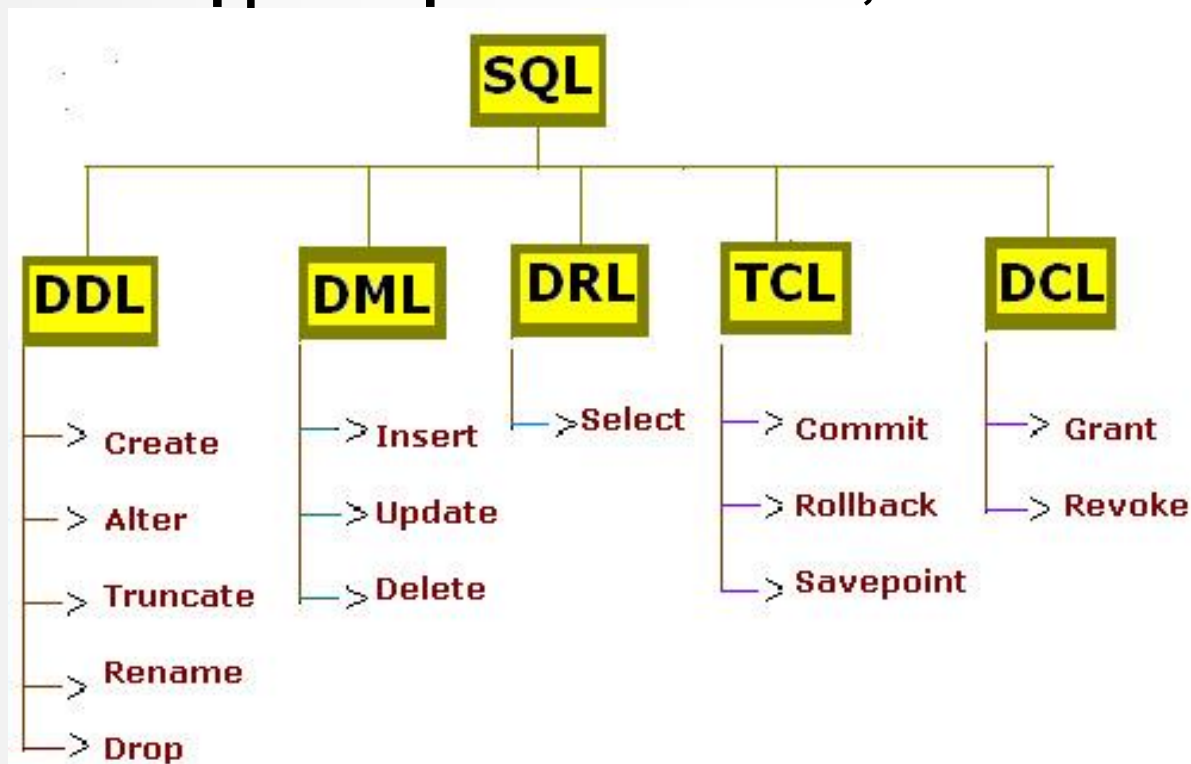 SQL
DDL DML DRL TCL DCL
Create Insert Select Commit Grant
Alter Update Rollback Revoke
Truncate Delete Savepoint
Rename
Drop